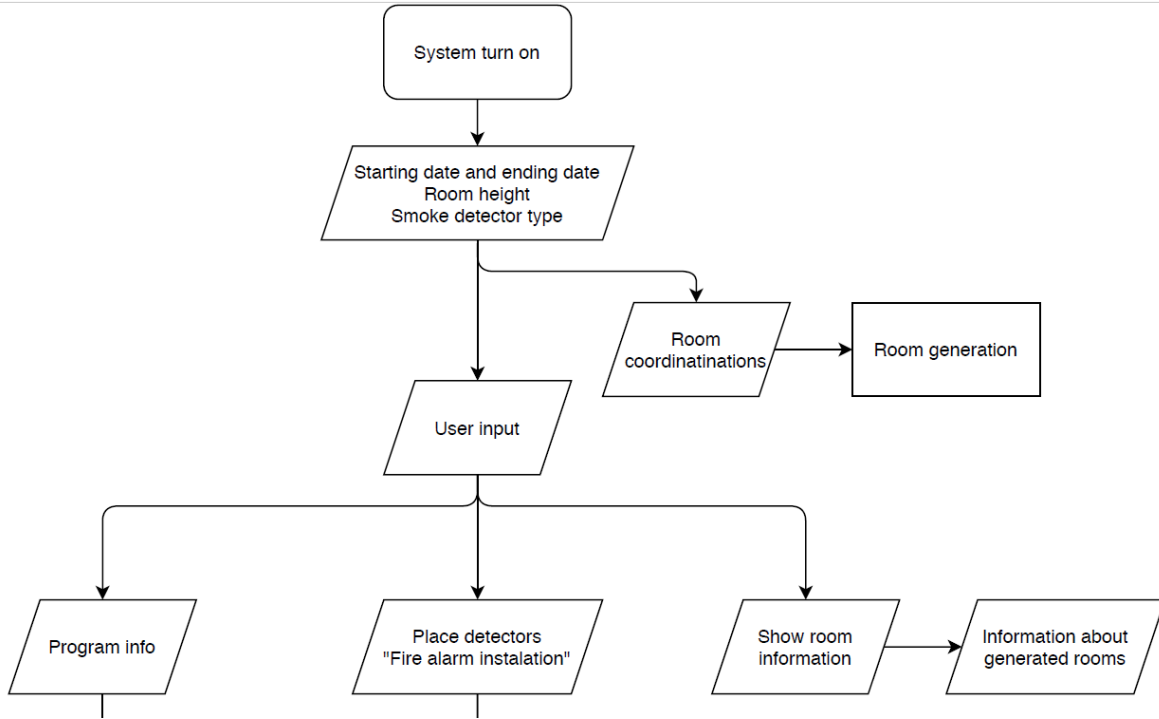 System turn on
Starting date and ending date
Room height
Smoke detector type
Room
coordinatinations
Room generation
User input
Program info
Place detectors
"Fire alarm instalation"
Show room
information
Information about
generated rooms